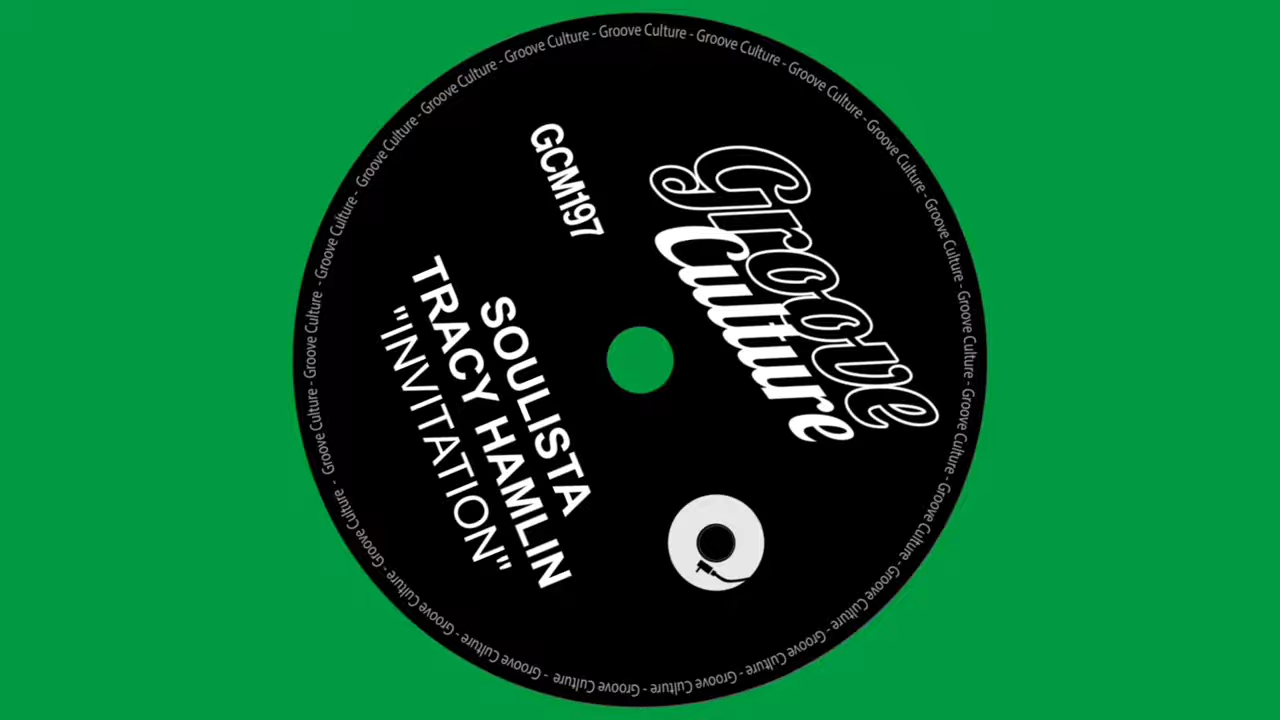 Groove
Culture
GCM197
SOULISTA
TRACY HAMLIN
"INVITATION"
Groove Culture - Groove Culture - Groove Culture - Groove Culture - Groove Culture - Groove Culture - Groove Culture - Groove Culture - Groove Culture - Groove Culture - Groove Culture - Groove Culture - Groove Culture - Groove Culture - Groove Culture - Groove Culture - Groove Culture - Groove Culture - Groove Culture - Groove Culture - Groove Culture - Groove Culture -